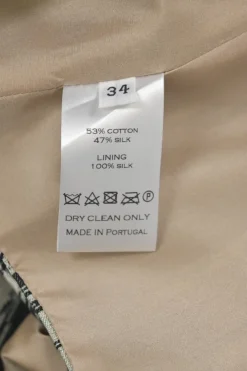 34
53% COTTON
47% SILK
LINING
100% SILK
P
DRY CLEAN ONLY
MADE IN PORTUGAL